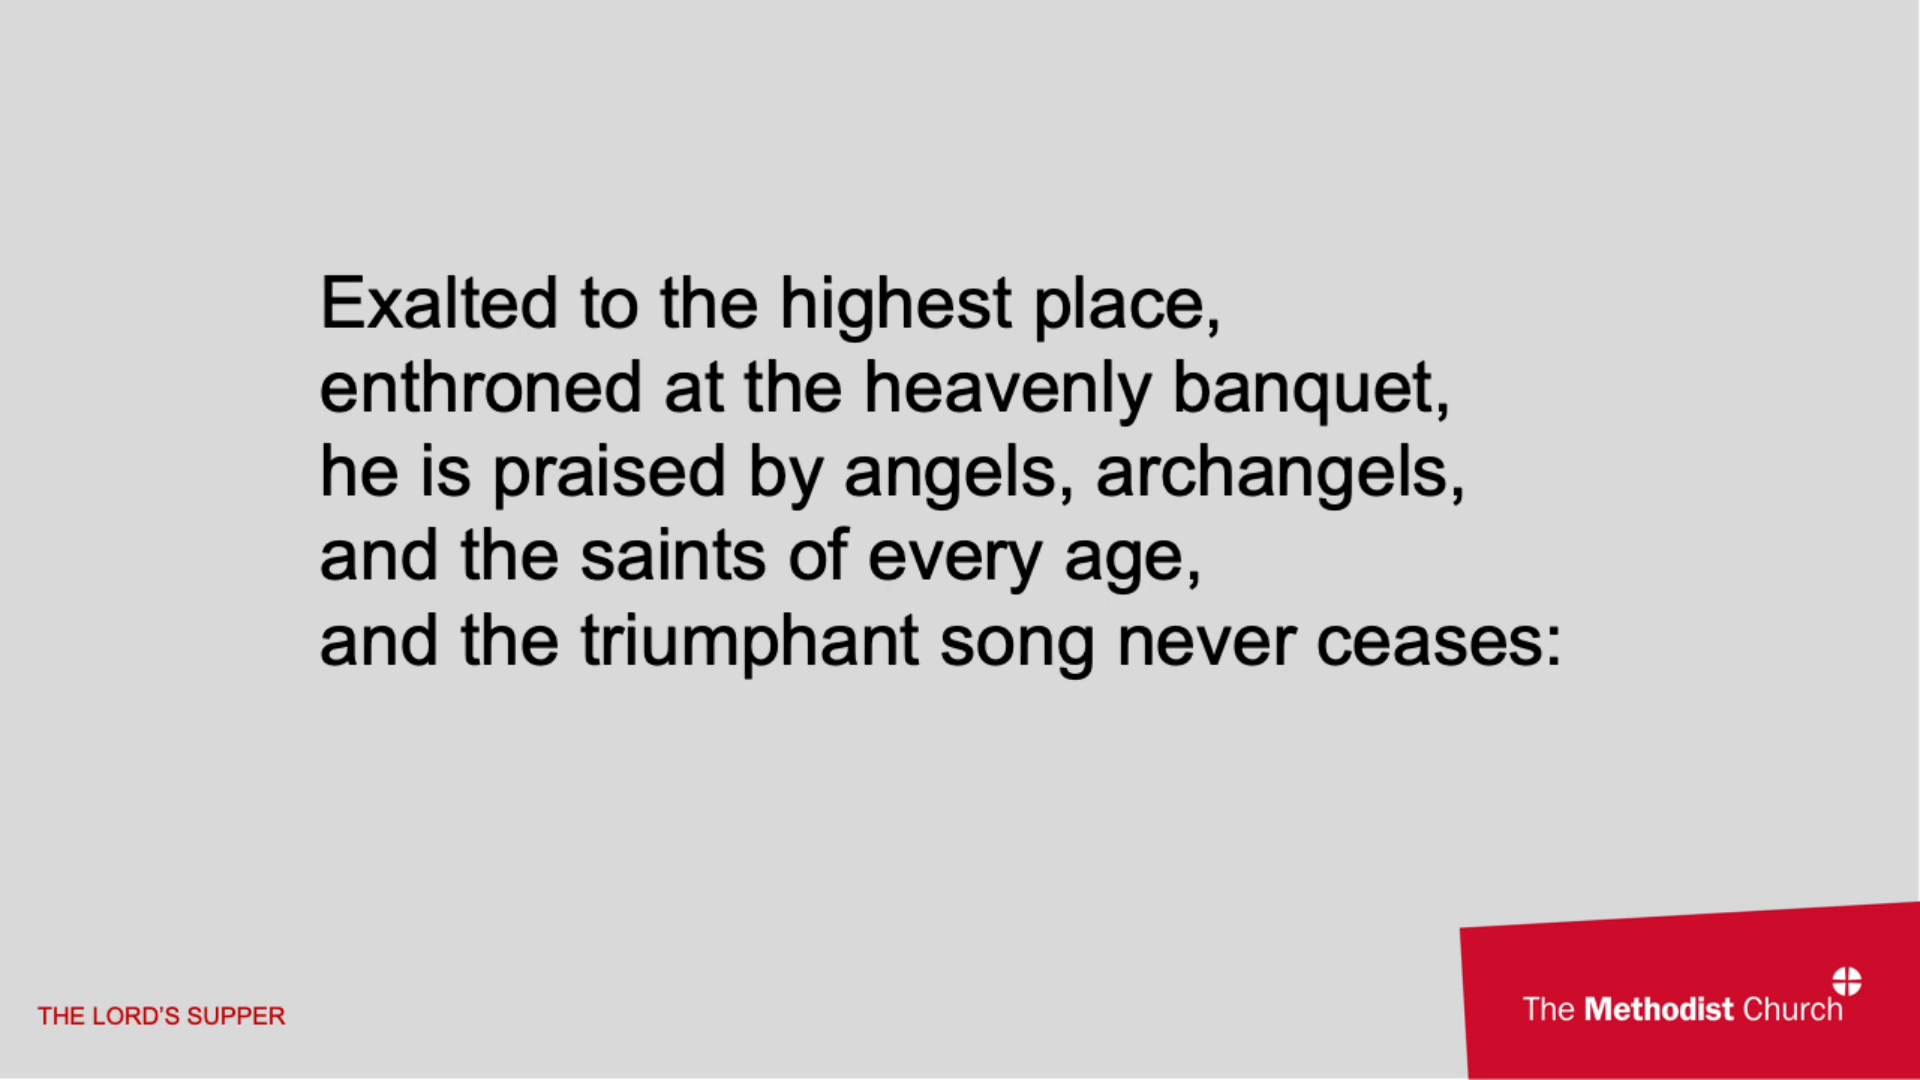 Exalted to the highest place,
enthroned at the heavenly banquet,
he is praised by angels, archangels,
and the saints of every age,
and the triumphant song never ceases:
THE LORD’S SUPPER
The Methodist Church